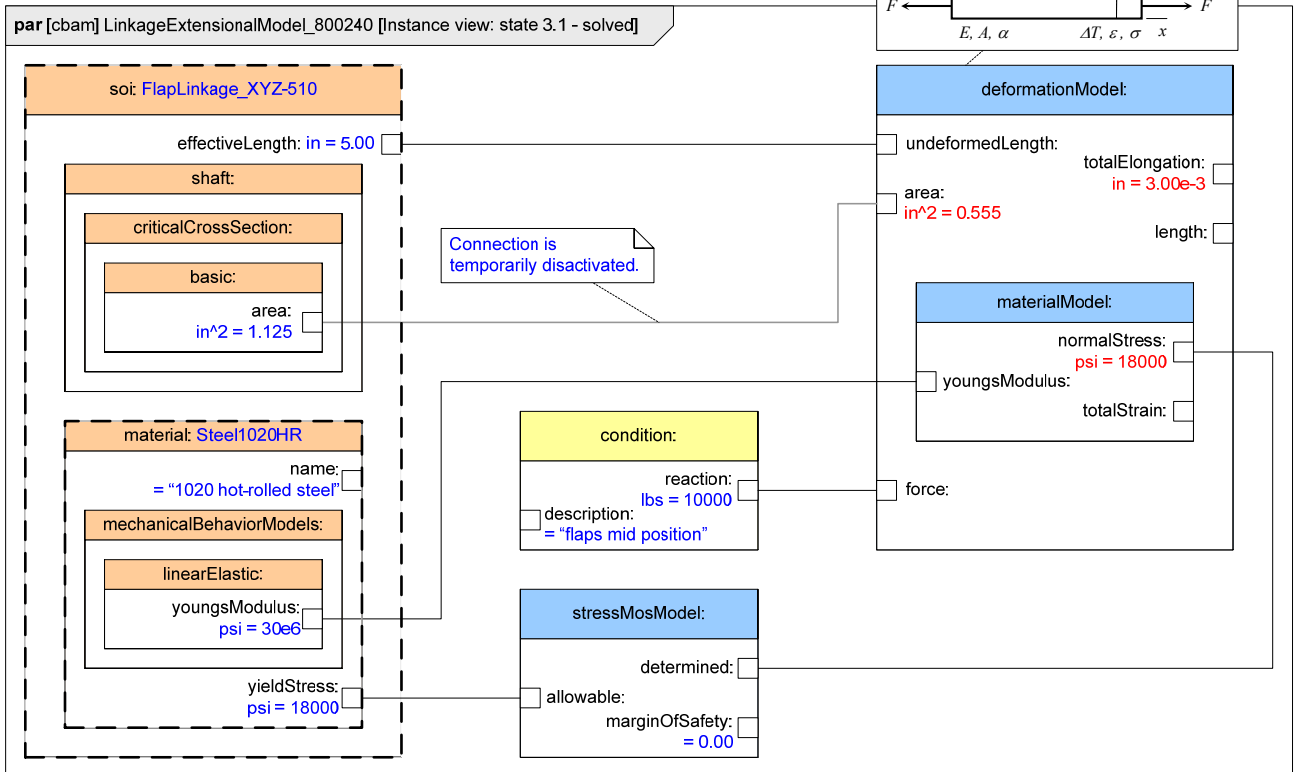 F F
E, A, α ΔT, ε, σ x
par [cbam] LinkageExtensionalModel_800240 [Instance view: state 3.1 - solved]
soi: FlapLinkage_XYZ-510
effectiveLength: in = 5.00
shaft:
criticalCrossSection:
basic:
area:
in^2 = 1.125
material: Steel1020HR
name:
= “1020 hot-rolled steel”
mechanicalBehaviorModels:
linearElastic:
youngsModulus:
psi = 30e6
yieldStress:
psi = 18000
Connection is
temporarily disactivated.
condition:
reaction:
lbs = 10000
description:
= “flaps mid position”
stressMosModel:
determined:
allowable:
marginOfSafety:
= 0.00
deformationModel:
undeformedLength:
totalElongation:
in = 3.00e-3
area:
in^2 = 0.555
length:
materialModel:
normalStress:
psi = 18000
youngsModulus:
totalStrain:
force: